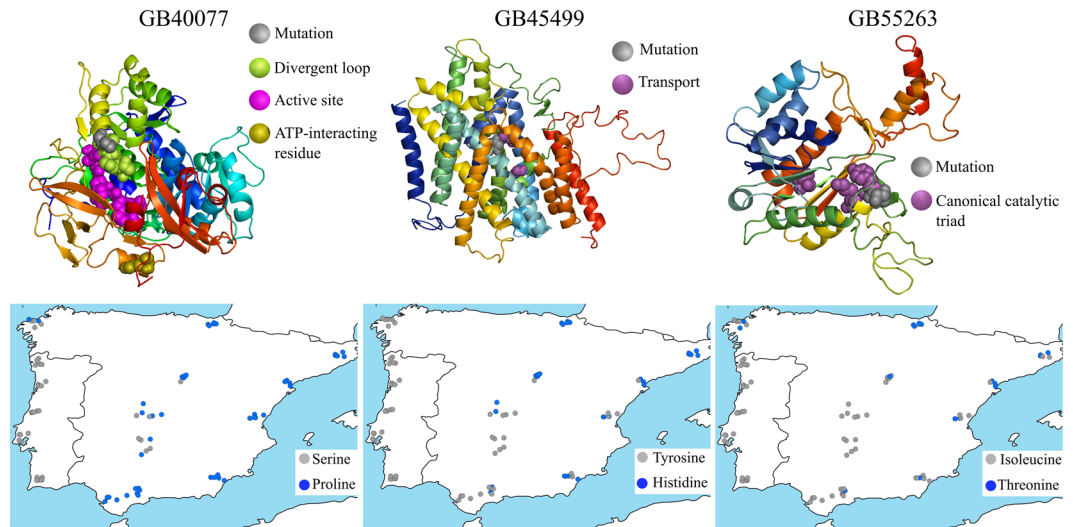 GB40077
Mutation
Divergent loop
Active site
ATP-interacting
residue
GB45499
Mutation
Transport
GB55263
Mutation
Canonical catalytic
triad
Serine
Proline
Tyrosine
Histidine
Isoleucine
Threonine